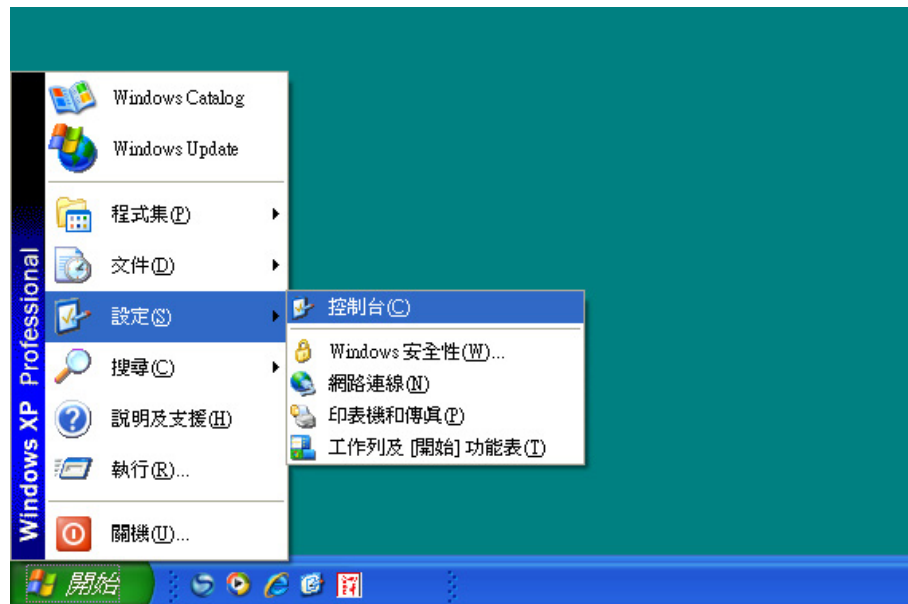 Windows Catalog
Windows Update
程式集(P)
文件(D)
設定(S)
搜尋(C)
說明及支援(H)
執行(R)...
關機(U)...
Windows XP Professional
控制台(C)
Windows 安全性(W)...
網路連線(N)
印表機和傳真(P)
工作列及 [開始] 功能表(T)
開始